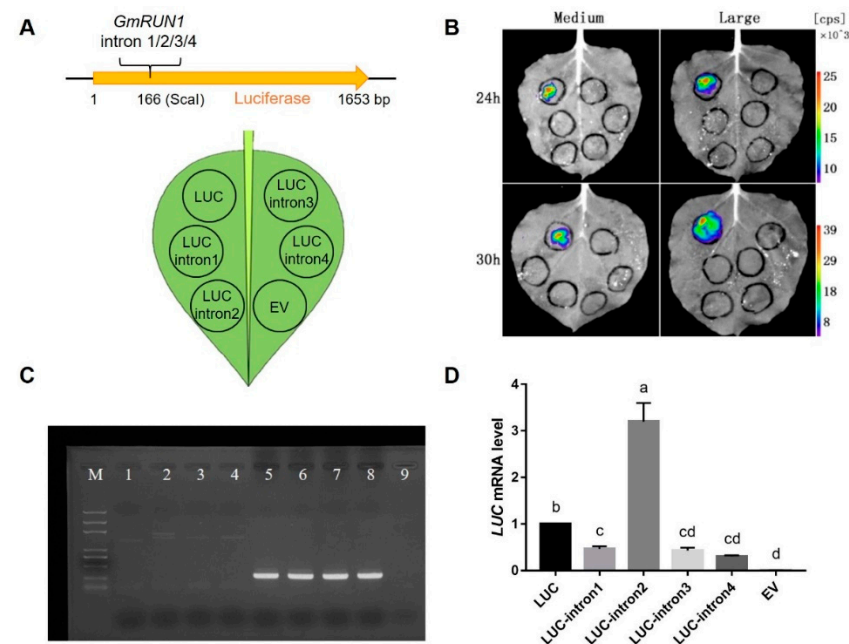 A
GmRUN1
intron 1/2/3/4
1 166 (ScaI) Luciferase 1653 bp
LUC
LUC
intron3
LUC
intron1
LUC
intron4
LUC
intron2
EV
B
Medium Large
[cps]
×10^3
24h
25
20
15
10
30h
39
29
18
8
C
M 1 2 3 4 5 6 7 8 9
D
LUC mRNA level
4
3
2
1
0
b
c
a
cd
cd
d
LUC
LUC-intron1
LUC-intron2
LUC-intron3
LUC-intron4
EV